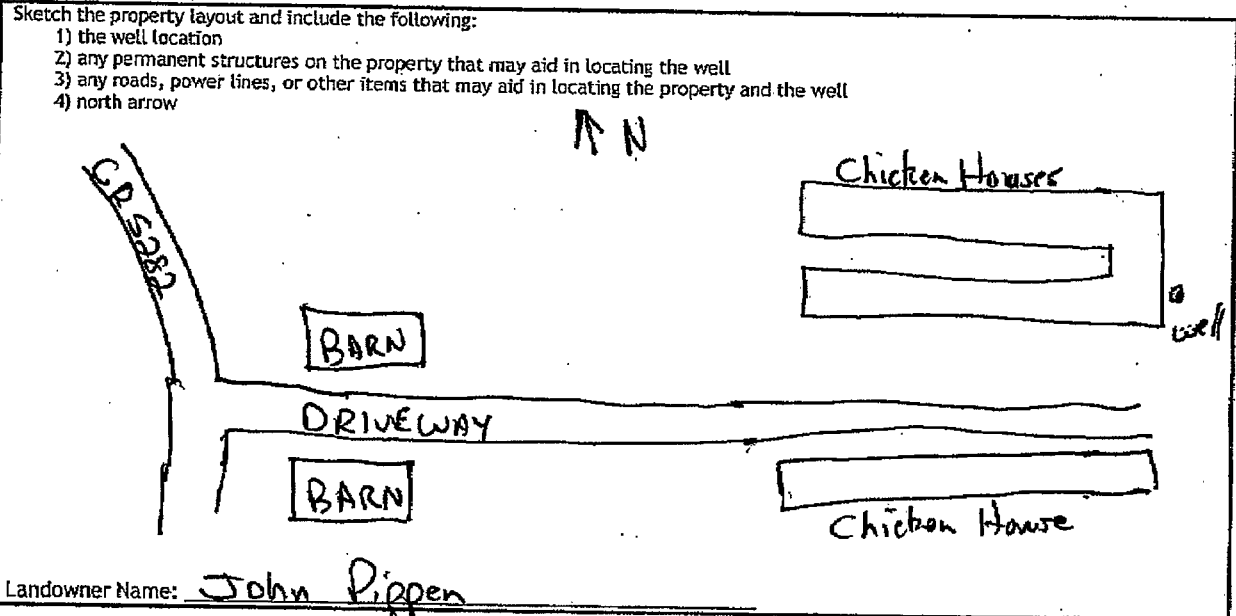 Sketch the property layout and include the following:
1) the well location
2) any permanent structures on the property that may aid in locating the well
3) any roads, power lines, or other items that may aid in locating the property and the well
4) north arrow
N
Chicken Houses
CR 5282
well
BARN
DRIVEWAY
BARN
Chicken House
Landowner Name: John Pippen